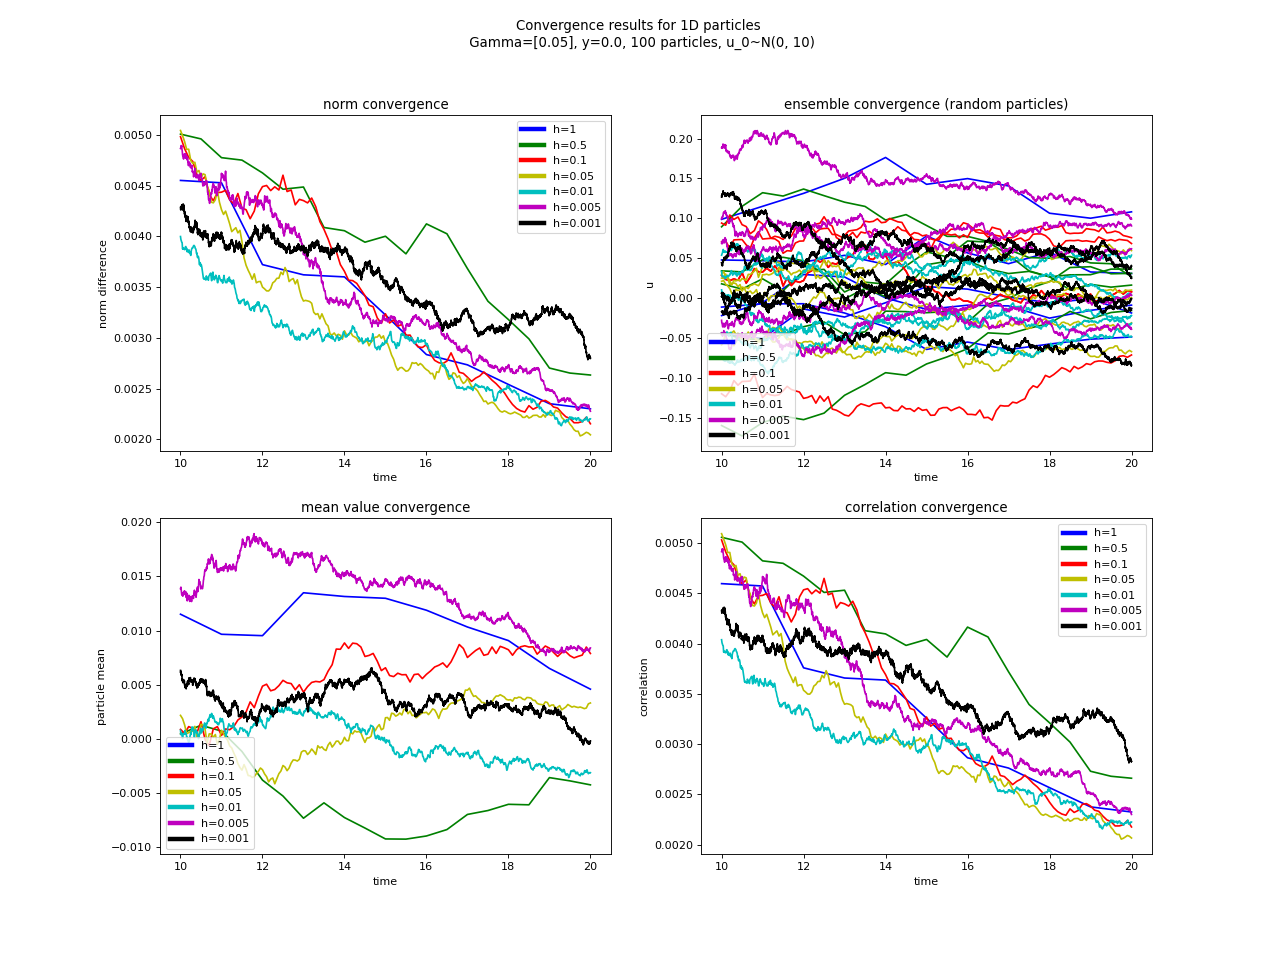 Convergence results for 1D particles
Gamma=[0.05], y=0.0, 100 particles, u_0~N(0, 10)
norm convergence
norm difference
0.0050
0.0045
0.0040
0.0035
0.0030
0.0025
0.0020
10 12 14 16 18 20
time
h=1
h=0.5
h=0.1
h=0.05
h=0.01
h=0.005
h=0.001
ensemble convergence (random particles)
u
0.20
0.15
0.10
0.05
0.00
−0.05
−0.10
−0.15
10 12 14 16 18 20
time
h=1
h=0.5
h=0.1
h=0.05
h=0.01
h=0.005
h=0.001
mean value convergence
particle mean
0.020
0.015
0.010
0.005
0.000
−0.005
−0.010
10 12 14 16 18 20
time
h=1
h=0.5
h=0.1
h=0.05
h=0.01
h=0.005
h=0.001
correlation convergence
correlation
0.0050
0.0045
0.0040
0.0035
0.0030
0.0025
0.0020
10 12 14 16 18 20
time
h=1
h=0.5
h=0.1
h=0.05
h=0.01
h=0.005
h=0.001